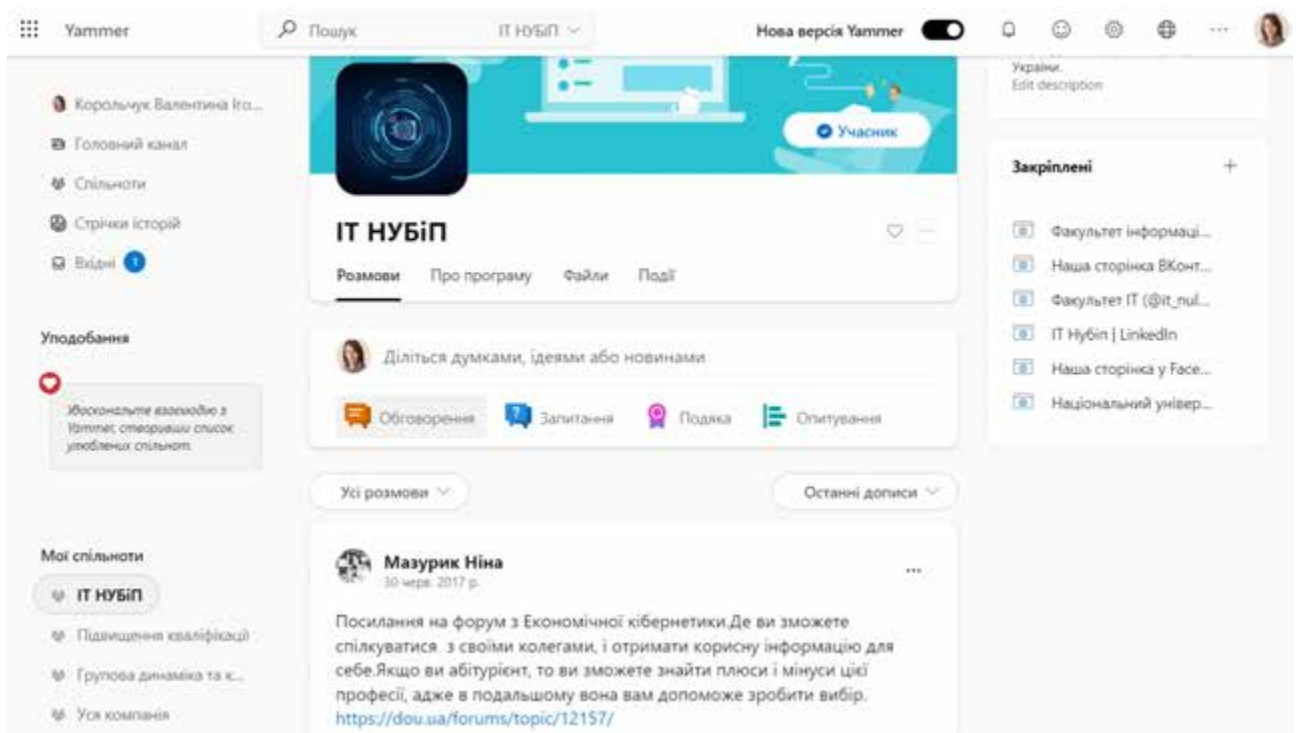 Yammer
Пошук
ІТ НУБіП
Нова версія Yammer
Корольчук Валентина Іго...
Головний канал
Спільноти
Стрічки історій
Вхідні 1
Уподобання
Удоскональте взаємодію з
Yammer, створивши список
улюблених спільнот.
Мої спільноти
ІТ НУБіП
Підвищення кваліфікації
Групова динаміка та к...
Уся компанія
Учасник
ІТ НУБіП
Розмови Про програму Файли Події
Діліться думками, ідеями або новинами
Обговорення Запитання Подяка Опитування
Усі розмови
Останні дописи
Мазурик Ніна
30 черв. 2017 р.
Посилання на форум з Економічної кібернетики.Де ви зможете
спілкуватися з своїми колегами, і отримати корисну інформацію для
себе.Якщо ви абітурієнт, то ви зможете знайти плюси і мінуси цієї
професії, адже в подальшому вона вам допоможе зробити вибір.
https://dou.ua/forums/topic/12157/
України.
Edit description
Закріплені
Факультет інформаці...
Наша сторінка ВКонт...
Факультет ІТ (@it_nul...
ІТ Нубіп | LinkedIn
Наша сторінка у Face...
Національний універ...